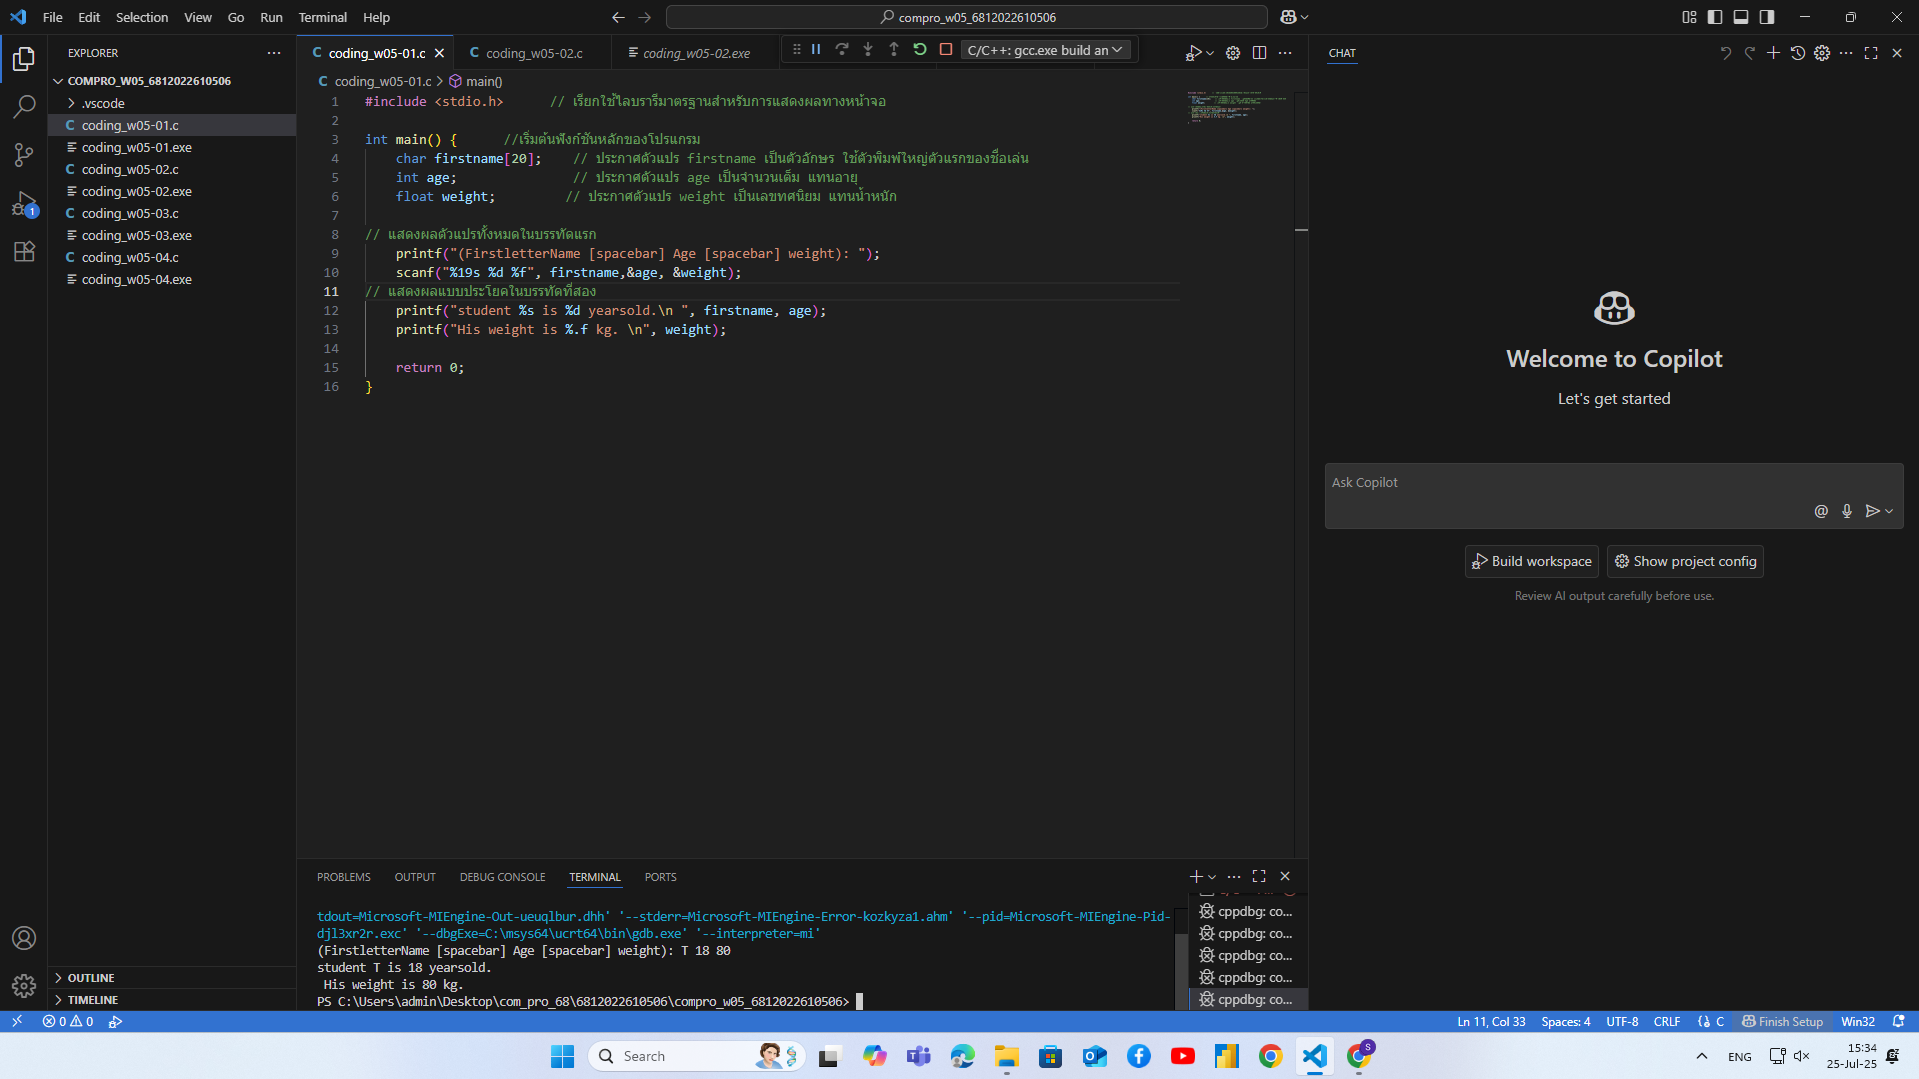 File Edit Selection View Go Run Terminal Help
compro_w05_6812022610506
EXPLORER
COMPRO_W05_6812022610506
.vscode
coding_w05-01.c
coding_w05-01.exe
coding_w05-02.c
coding_w05-02.exe
coding_w05-03.c
coding_w05-03.exe
coding_w05-04.c
coding_w05-04.exe
OUTLINE
TIMELINE
1
coding_w05-01.c coding_w05-02.c coding_w05-02.exe
C/C++: gcc.exe build an
coding_w05-01.c > main()
1 #include <stdio.h> // เรียกใช้ไลบรารีมาตรฐานสำหรับการแสดงผลทางหน้าจอ
2
3 int main() { //เริ่มต้นฟังก์ชันหลักของโปรแกรม
4 char firstname[20]; // ประกาศตัวแปร firstname เป็นตัวอักษร ใช้ตัวพิมพ์ใหญ่ตัวแรกของชื่อเล่น
5 int age; // ประกาศตัวแปร age เป็นจำนวนเต็ม แทนอายุ
6 float weight; // ประกาศตัวแปร weight เป็นเลขทศนิยม แทนน้ำหนัก
7
8 // แสดงผลตัวแปรทั้งหมดในบรรทัดแรก
9 printf("(FirstletterName [spacebar] Age [spacebar] weight): ");
10 scanf("%19s %d %f", firstname,&age, &weight);
11 // แสดงผลแบบประโยคในบรรทัดที่สอง
12 printf("student %s is %d yearsold.\n ", firstname, age);
13 printf("His weight is %.f kg. \n", weight);
14
15 return 0;
16 }
PROBLEMS OUTPUT DEBUG CONSOLE TERMINAL PORTS
tdout=Microsoft-MIEngine-Out-ueuqlbur.dhh' '--stderr=Microsoft-MIEngine-Error-kozkyza1.ahm' '--pid=Microsoft-MIEngine-Pid-
djl3xr2r.exc' '--dbgExe=C:\msys64\ucrt64\bin\gdb.exe' '--interpreter=mi'
(FirstletterName [spacebar] Age [spacebar] weight): T 18 80
student T is 18 yearsold.
His weight is 80 kg.
PS C:\Users\admin\Desktop\com_pro_68\6812022610506\compro_w05_6812022610506>
cppdbg: co...
cppdbg: co...
cppdbg: co...
cppdbg: co...
cppdbg: co...
CHAT
Welcome to Copilot
Let's get started
Ask Copilot
Build workspace
Show project config
Review AI output carefully before use.
0 0
Ln 11, Col 33 Spaces: 4 UTF-8 CRLF C Finish Setup Win32
Search
ENG
15:34
25-Jul-25